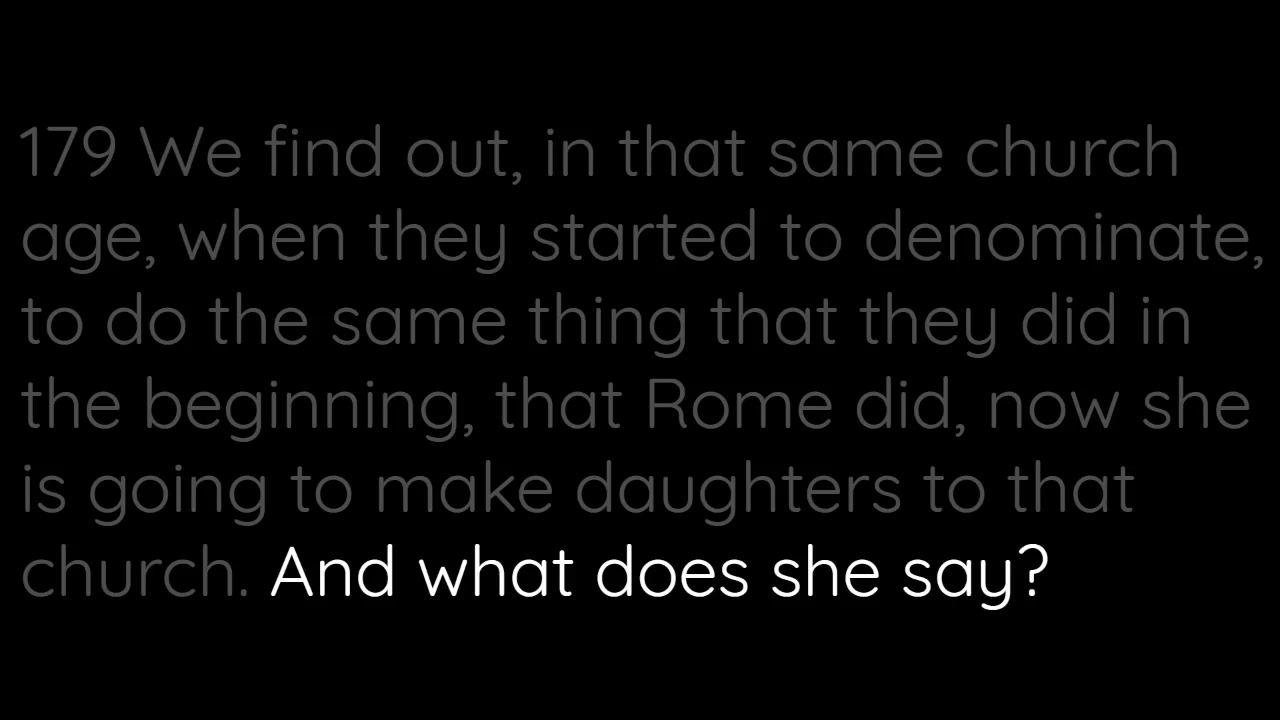 179 We find out, in that same church
age, when they started to denominate,
to do the same thing that they did in
the beginning, that Rome did, now she
is going to make daughters to that
church. And what does she say?